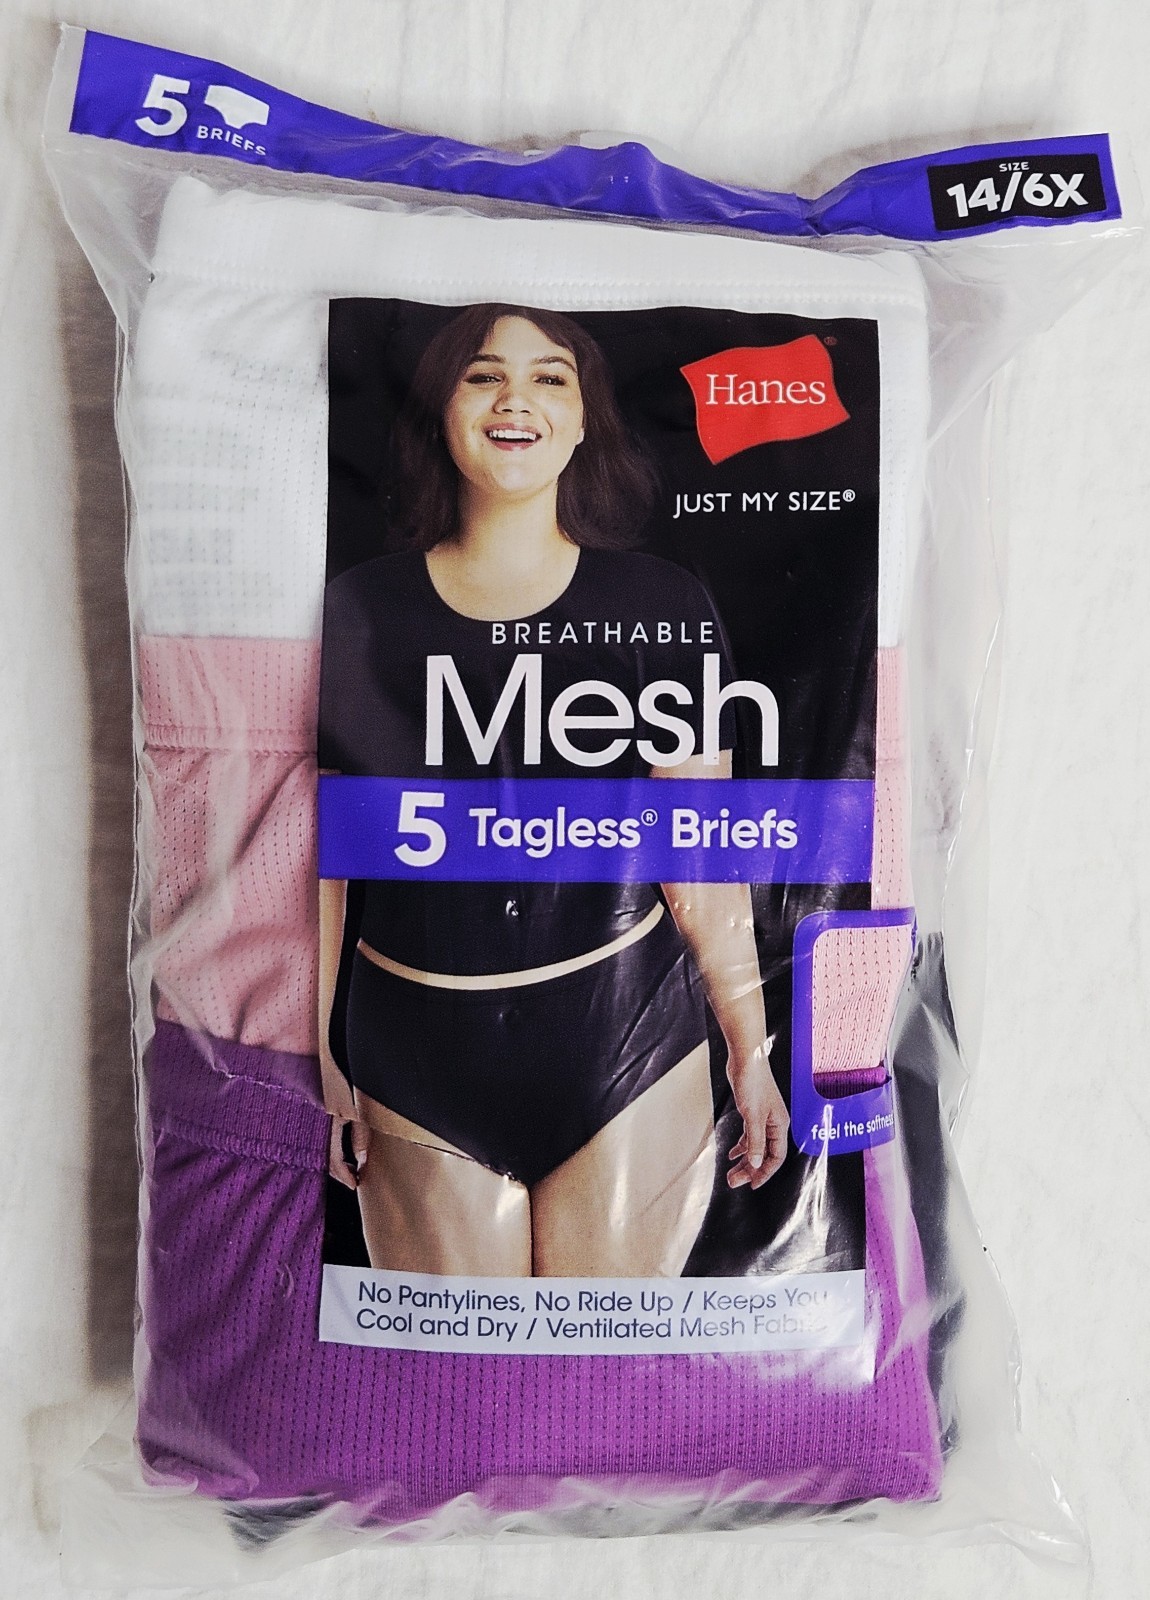 5
BRIEFS
SIZE
14/6X
Hanes®
JUST MY SIZE®
BREATHABLE
Mesh
5 Tagless® Briefs
feel the softness
No Pantylines, No Ride Up / Keeps You
Cool and Dry / Ventilated Mesh Fabric